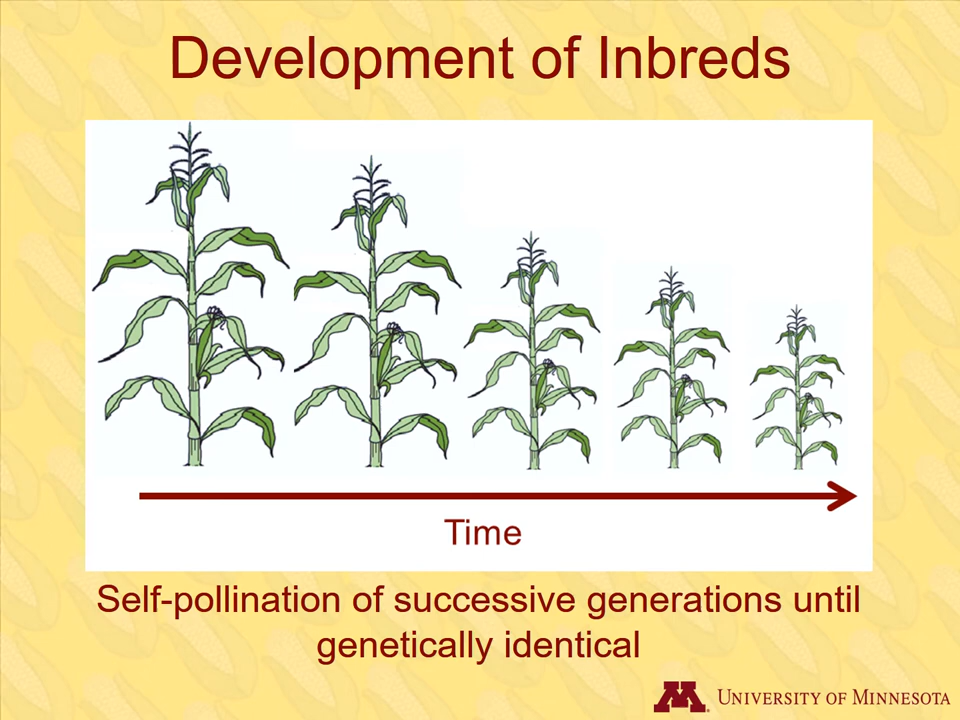 Development of Inbreds
Time
Self-pollination of successive generations until
genetically identical
M UNIVERSITY OF MINNESOTA